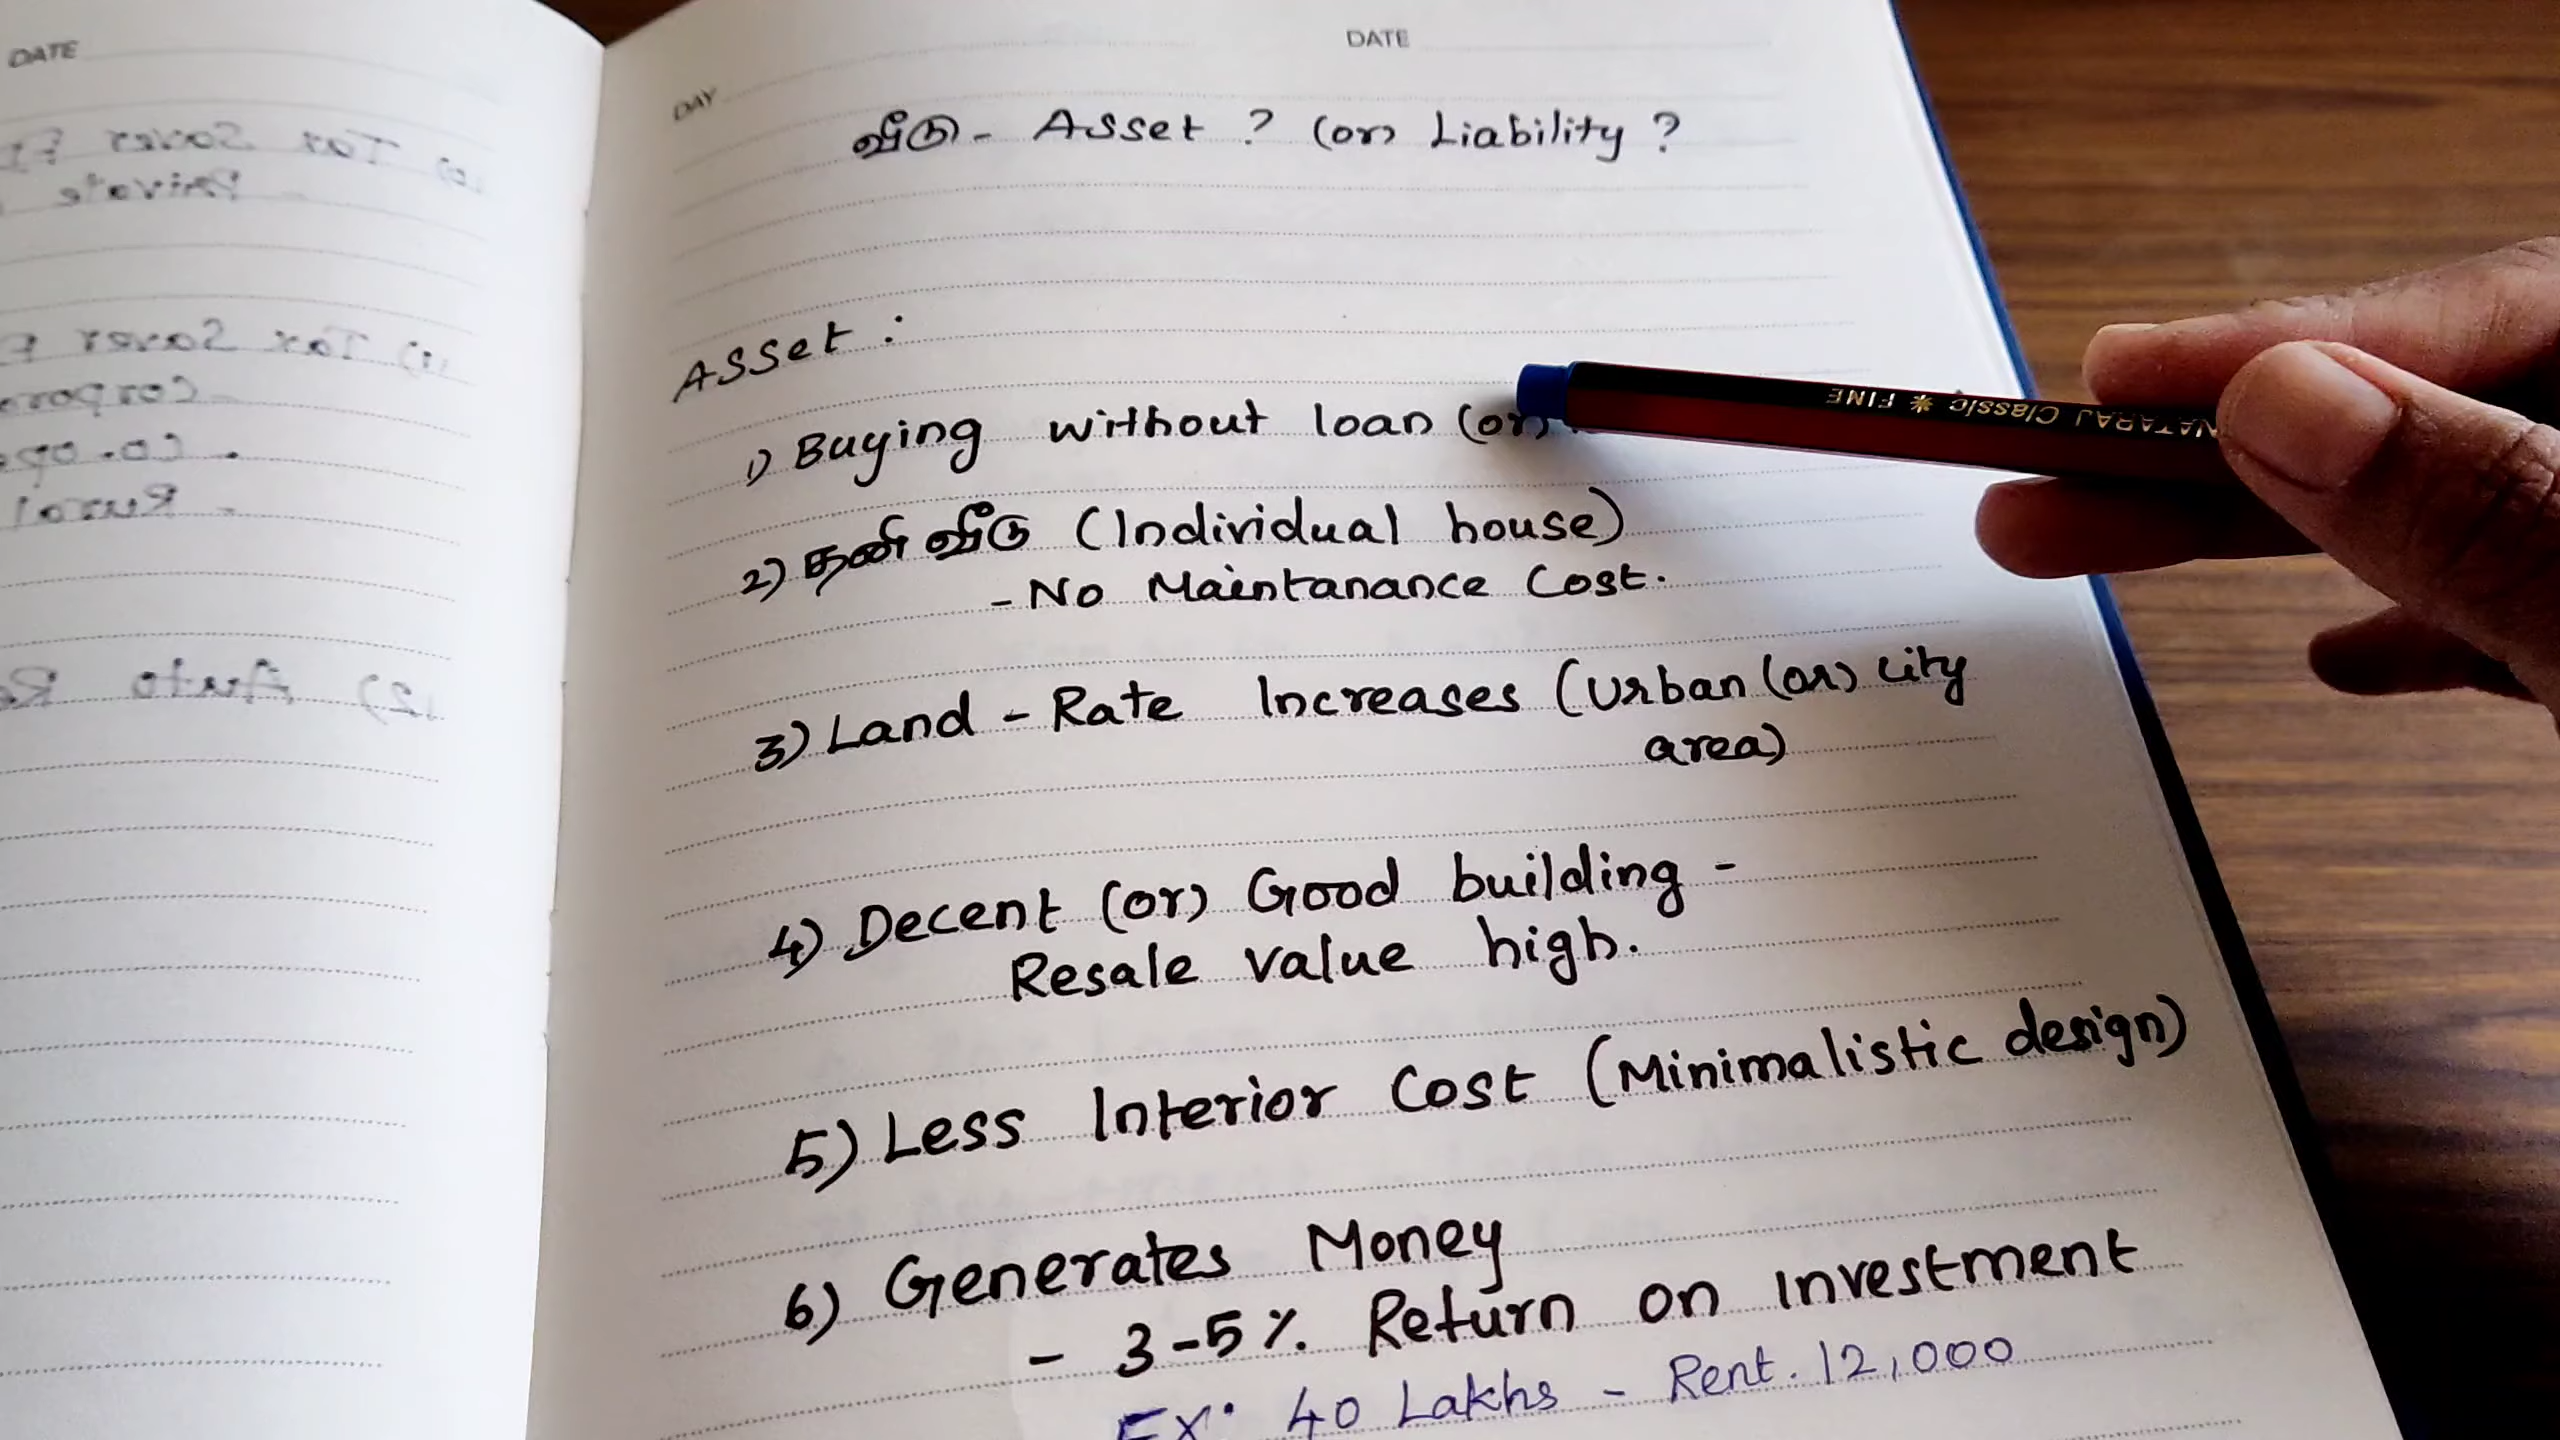 DATE
DAY
DATE
வீடு - Asset ? (or) Liability ?
Asset :
1) Buying without loan (or)
2) தனி வீடு (Individual house)
- No Maintanance Cost.
3) Land - Rate Increases (Urban (or) city
area)
4) Decent (or) Good building -
Resale value high.
5) Less Interior Cost (Minimalistic design)
6) Generates Money
- 3-5 % Return on investment
Ex: 40 Lakhs - Rent. 12,000
NATARAJ Classic * FINE